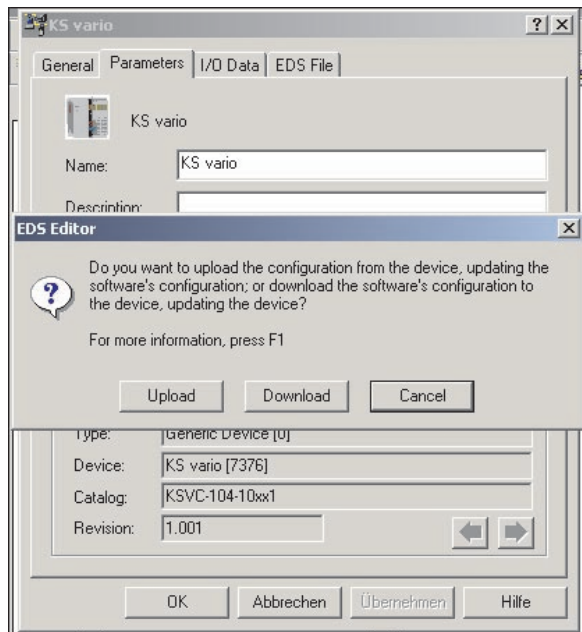 KS vario
General Parameters I/O Data EDS File
KS vario
Name: KS vario
Description:
EDS Editor
Do you want to upload the configuration from the device, updating the
software's configuration; or download the software's configuration to
the device, updating the device?
For more information, press F1
Upload Download Cancel
Type: Generic Device [0]
Device: KS vario [7376]
Catalog: KSVC-104-10xx1
Revision: 1.001
OK Abbrechen Übernehmen Hilfe